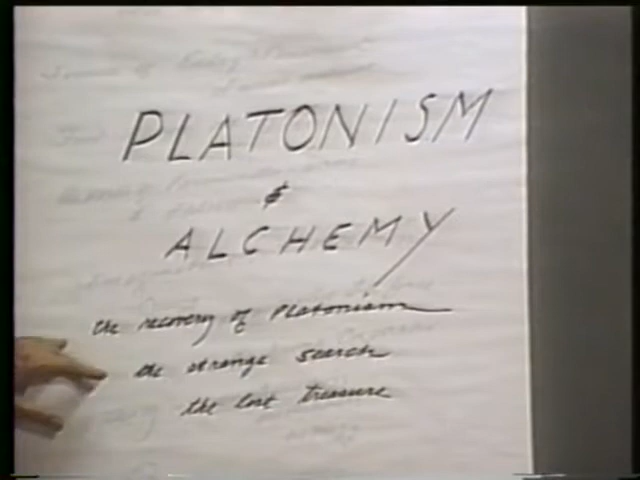 PLATONISM
&
ALCHEMY
the recovery of Platonism
the strange search
the lost treasure